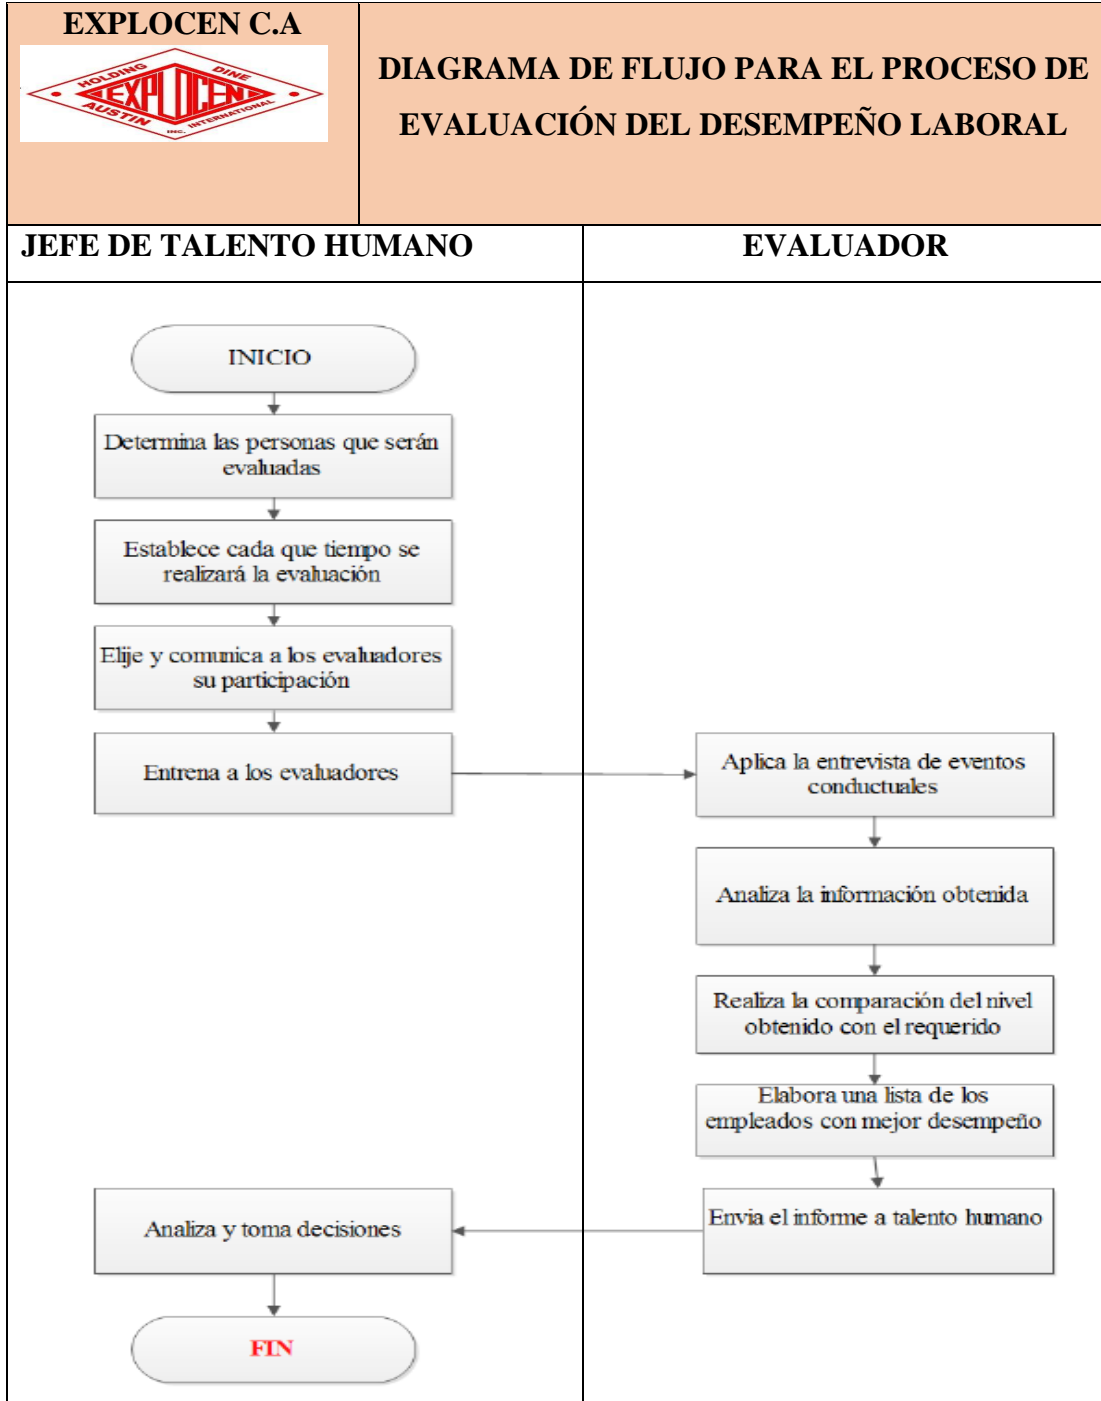 EXPLOCEN C.A
HOLDING DINE
EXPLOCEN
AUSTIN INC. INTERNATIONAL
DIAGRAMA DE FLUJO PARA EL PROCESO DE
EVALUACIÓN DEL DESEMPEÑO LABORAL
JEFE DE TALENTO HUMANO
EVALUADOR
INICIO
Determina las personas que serán
evaluadas
Establece cada que tiempo se
realizará la evaluación
Elije y comunica a los evaluadores
su participación
Entrena a los evaluadores
Aplica la entrevista de eventos
conductuales
Analiza la información obtenida
Realiza la comparación del nivel
obtenido con el requerido
Elabora una lista de los
empleados con mejor desempeño
Envia el informe a talento humano
Analiza y toma decisiones
FIN